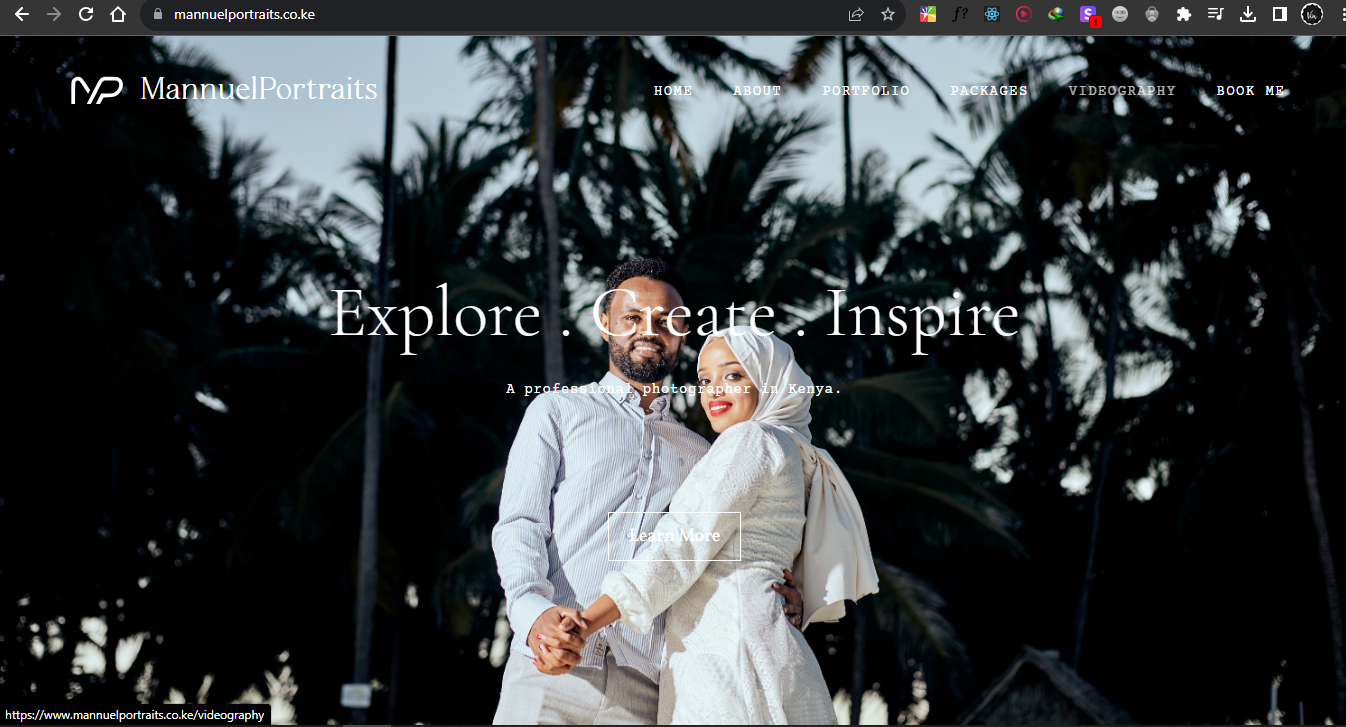 mannuelportraits.co.ke
1
MannuelPortraits
HOME ABOUT PORTFOLIO PACKAGES VIDEOGRAPHY BOOK ME
Explore . Create . Inspire
A professional photographer in Kenya.
Learn More
https://www.mannuelportraits.co.ke/videography